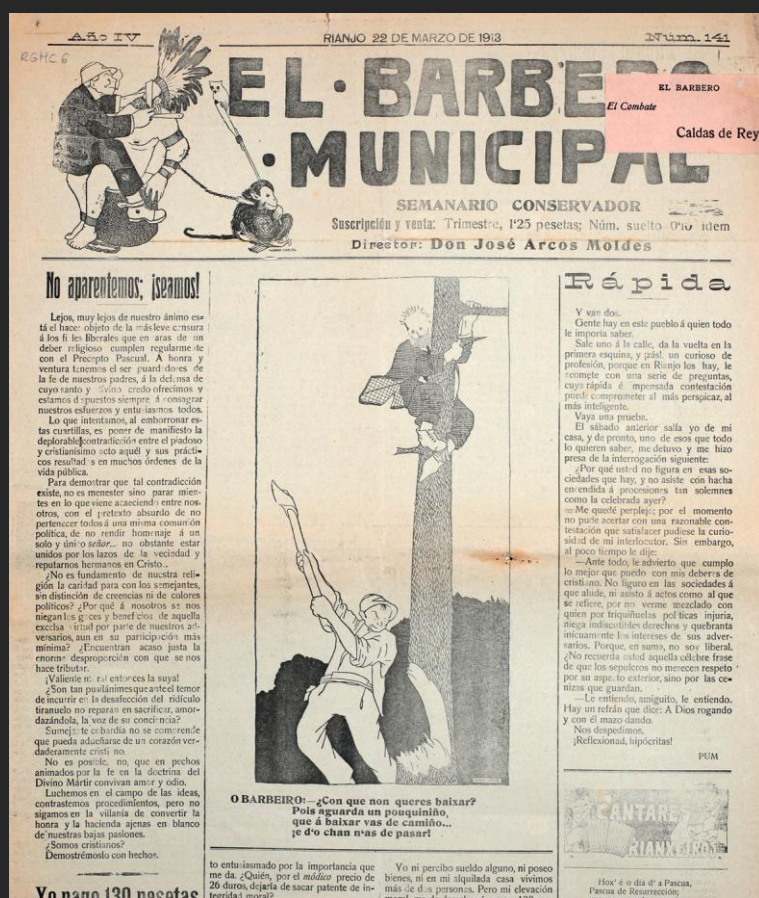 Año IV
RIANJO 22 DE MARZO DE 1913
Núm. 141
RGMC 6
EL·BARBERO
·MUNICIPAL
EL BARBERO
El Combate
Caldas de Rey
SEMANARIO CONSERVADOR
Suscripción y venta: Trimestre, 1'25 pesetas; Núm. suelto 0'10 idem
Director: Don José Arcos Moldes
No aparentemos; ¡seamos!
Lejos, muy lejos de nuestro ánimo es-
tá el hacer objeto de la más leve censura
á los fieles liberales que en aras de un
deber religioso cumplen regularmente
con el Precepto Pascual. A honra y
ventura tenemos el ser guardadores de
la fe de nuestros padres, á la defensa de
cuyo santo y divino credo ofrecimos y
estamos dispuestos siempre á consagrar
nuestros esfuerzos y entusiasmos todos.
Lo que intentamos, al emborronar es-
tas cuartillas, es poner de manifiesto la
deplorable contradicción entre el piadoso
y cristianísimo acto aquél y sus prácti-
cos resultados en muchos órdenes de la
vida pública.
Para demostrar que tal contradicción
existe, no es menester sino parar mien-
tes en lo que viene acaeciendo entre nos-
otros, con el pretexto absurdo de no
pertenecer todos á una misma comunión
política, de no rendir homenaje á un
solo y único señor... no obstante estar
unidos por los lazos de la vecindad y
reputarnos hermanos en Cristo..
¿No es fundamento de nuestra reli-
gión la caridad para con los semejantes,
sin distinción de creencias ni de colores
políticos? ¿Por qué á nosotros se nos
niegan los goces y beneficios de aquella
excelsa virtud por parte de nuestros ad-
versarios, aun en su participación más
mínima? ¿Encuentran acaso justa la
enorme desproporción con que se nos
hace tributar.
¡Valiente moral entonces la suya!
¿Son tan pusilánimes que ante el temor
de incurrir en la desafección del ridículo
tiranuelo no reparan en sacrificar, amor-
dazándola, la voz de su conciencia?
Sumejante cobardía no se comprende
que pueda adueñarse de un corazón ver-
daderamente cristiano.
No es posible, no, que en pechos
animados por la fe en la doctrina del
Divino Mártir convivan amor y odio.
Luchemos en el campo de las ideas,
contrastemos procedimientos, pero no
sigamos en la villanía de convertir la
honra y la hacienda ajenas en blanco
de nuestras bajas pasiones.
¿Somos cristianos?
Demostrémoslo con hechos.
Yo pago 130 pesetas
O BARBEIRO:—¿Con que non queres baixar?
Pois aguarda un pouquiniño,
que á baixar vas de camiño...
¡e d'o chan n'as de pasar!
to entusiasmado por la importancia que
me da. ¿Quién, por el módico precio de
26 duros, dejaría de sacar patente de in-
tegridad moral?
Yo ni percibo sueldo alguno, ni poseo
bienes, ni en mi alquilada casa vivimos
más de dos personas. Pero mi elevación
Rápida
Y van dos.
Gente hay en este pueblo á quien todo
le importa saber.
Sale uno á la calle, da la vuelta en la
primera esquina, y ¡zás!. un curioso de
profesión, porque en Rianjo los hay, le
acomete con una serie de preguntas,
cuya rápida é impensada contestación
puede comprometer al más perspicaz, al
más inteligente.
Vaya una prueba.
El sábado anterior salía yo de mi
casa, y de pronto, uno de esos que todo
lo quieren saber, me detuvo y me hizo
presa de la interrogación siguiente:
¿Por qué usted no figura en esas so-
ciedades que hay, y no asiste con hacha
encendida á procesiones tan solemnes
como la celebrada ayer?
—Me quedé perplejo; por el momento
no pude acertar con una razonable con-
testación que satisfacer pudiese la curio-
sidad de mi interlocutor. Sin embargo,
al poco tiempo le dije:
—Ante todo, le advierto que cumplo
lo mejor que puedo con mis deberes de
cristiano. No figuro en las sociedades á
que alude, ni asisto á actos como al que
se refiere, por no verme mezclado con
quien por triquiñuelas políticas injuria,
niega indiscutibles derechos y quebranta
inicuamente los intereses de sus adver-
sarios. Porque, en suma, no soy liberal.
¿No recuerda usted aquella célebre frase
de que los sepulcros no merecen respeto
por su aspecto exterior, sino por las ce-
nizas que guardan.
—Le entiendo, amiguito, le entiendo.
Hay un refrán que dice: A Dios rogando
y con él mazo dando.
Nos despedimos.
¡Reflexionad, hipócritas!
PUM
CANTARES
RIANXEIROS
Hox' é o día d' a Pascua,
Pascua de Resurrección;